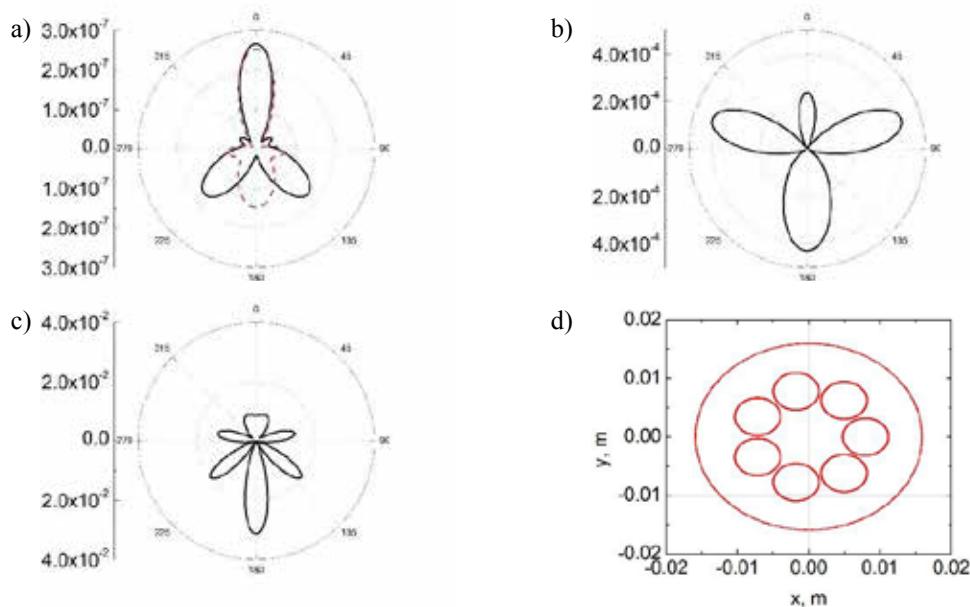 a)
3.0x10⁻⁷
2.0x10⁻⁷
1.0x10⁻⁷
0.0
1.0x10⁻⁷
2.0x10⁻⁷
3.0x10⁻⁷
0
45
90
135
180
225
270
315
b)
4.0x10⁻⁴
2.0x10⁻⁴
0.0
2.0x10⁻⁴
4.0x10⁻⁴
0
45
90
135
180
225
270
315
c)
4.0x10⁻²
2.0x10⁻²
0.0
2.0x10⁻²
4.0x10⁻²
0
45
90
135
180
225
270
315
d)
0.02
0.01
0.00
-0.01
-0.02
y, m
-0.02 -0.01 0.00 0.01 0.02
x, m